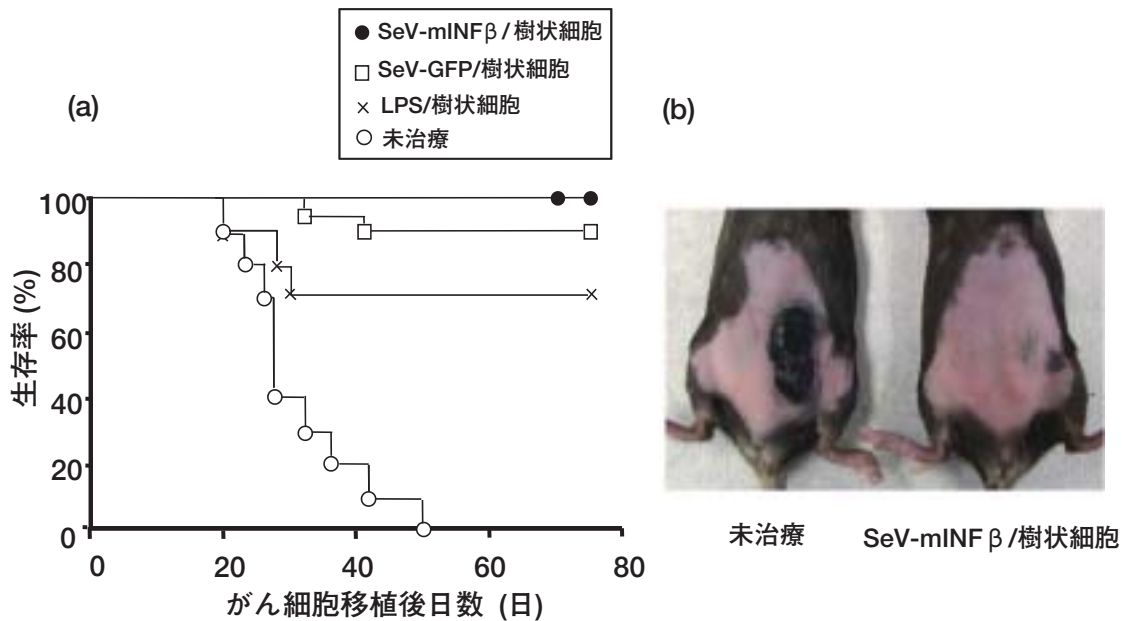 ● SeV-mINFβ/樹状細胞
□ SeV-GFP/樹状細胞
× LPS/樹状細胞
○ 未治療
(a)
(b)
生存率 (%)
100
80
60
40
20
0
0 20 40 60 80
がん細胞移植後日数 (日)
未治療 SeV-mINFβ/樹状細胞